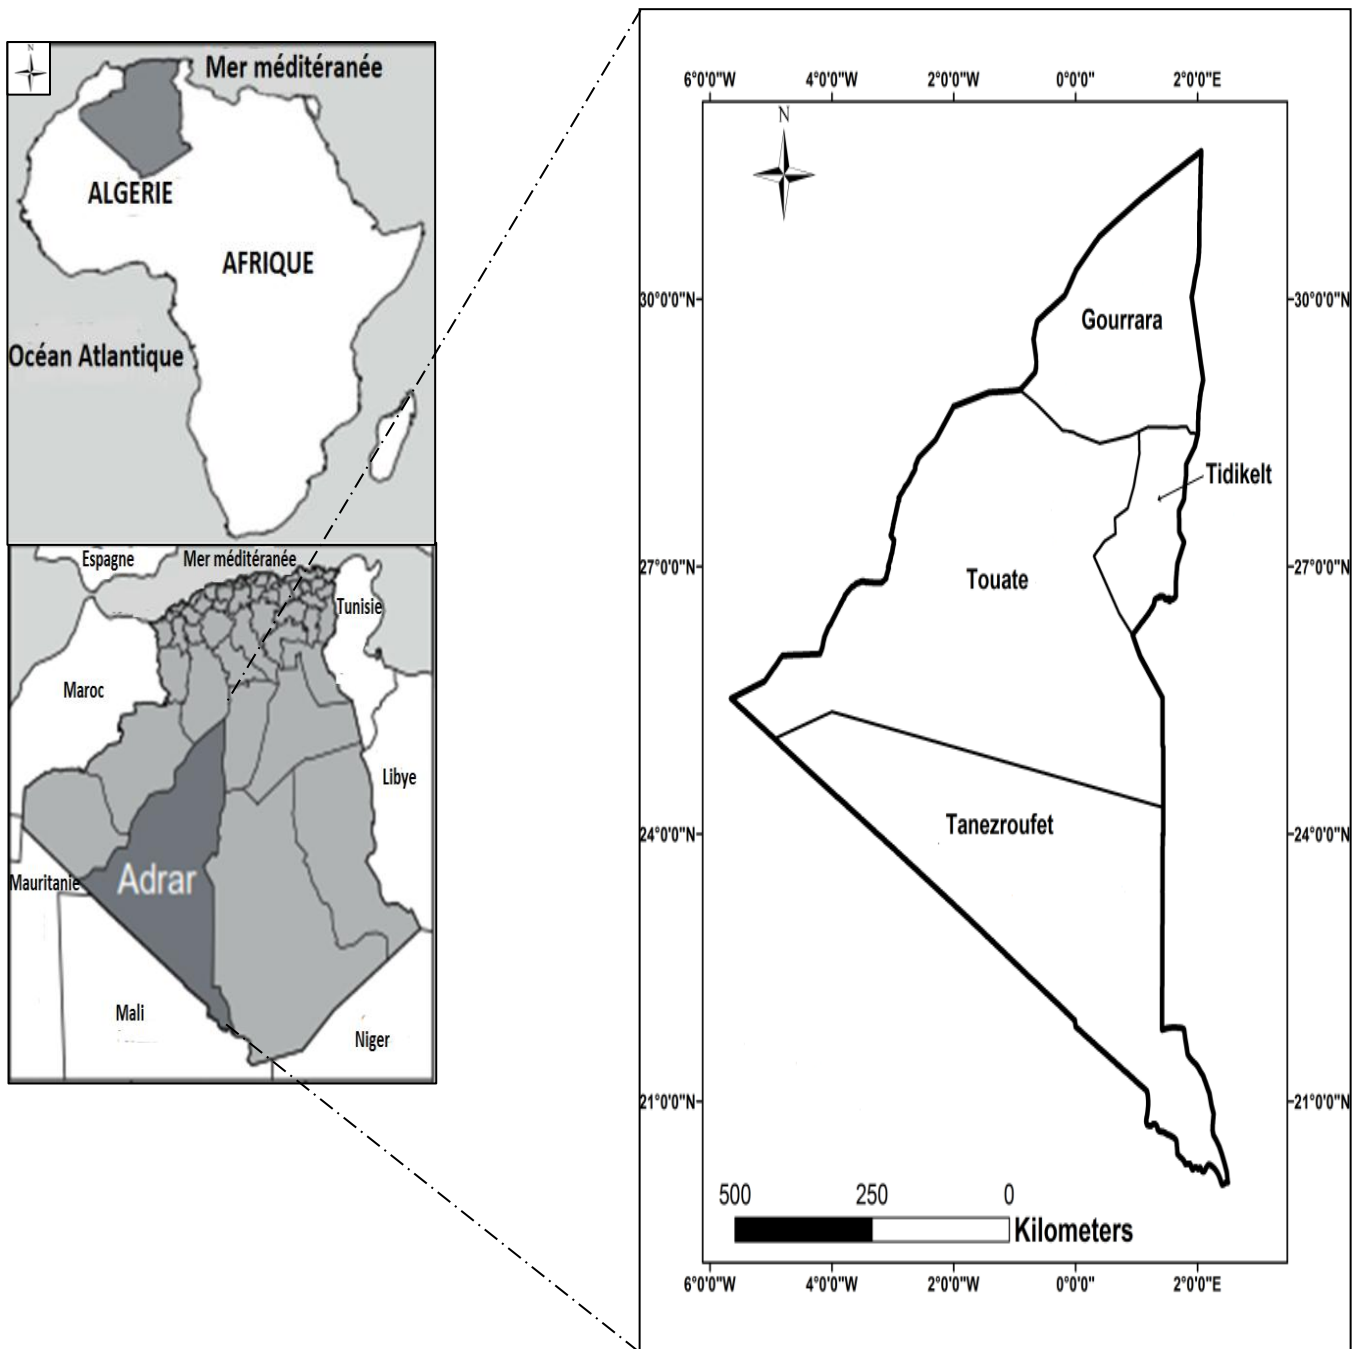 N
Mer méditéranée
ALGERIE
AFRIQUE
Océan Atlantique
Espagne
Mer méditéranée
Tunisie
Maroc
Libye
Mauritanie
Adrar
Mali
Niger
6°0'0"W 4°0'0"W 2°0'0"W 0°0'0" 2°0'0"E
N
30°0'0"N 30°0'0"N
Gourrara
Tidikelt
27°0'0"N 27°0'0"N
Touate
24°0'0"N 24°0'0"N
Tanezroufet
21°0'0"N 21°0'0"N
500 250 0
Kilometers
6°0'0"W 4°0'0"W 2°0'0"W 0°0'0" 2°0'0"E